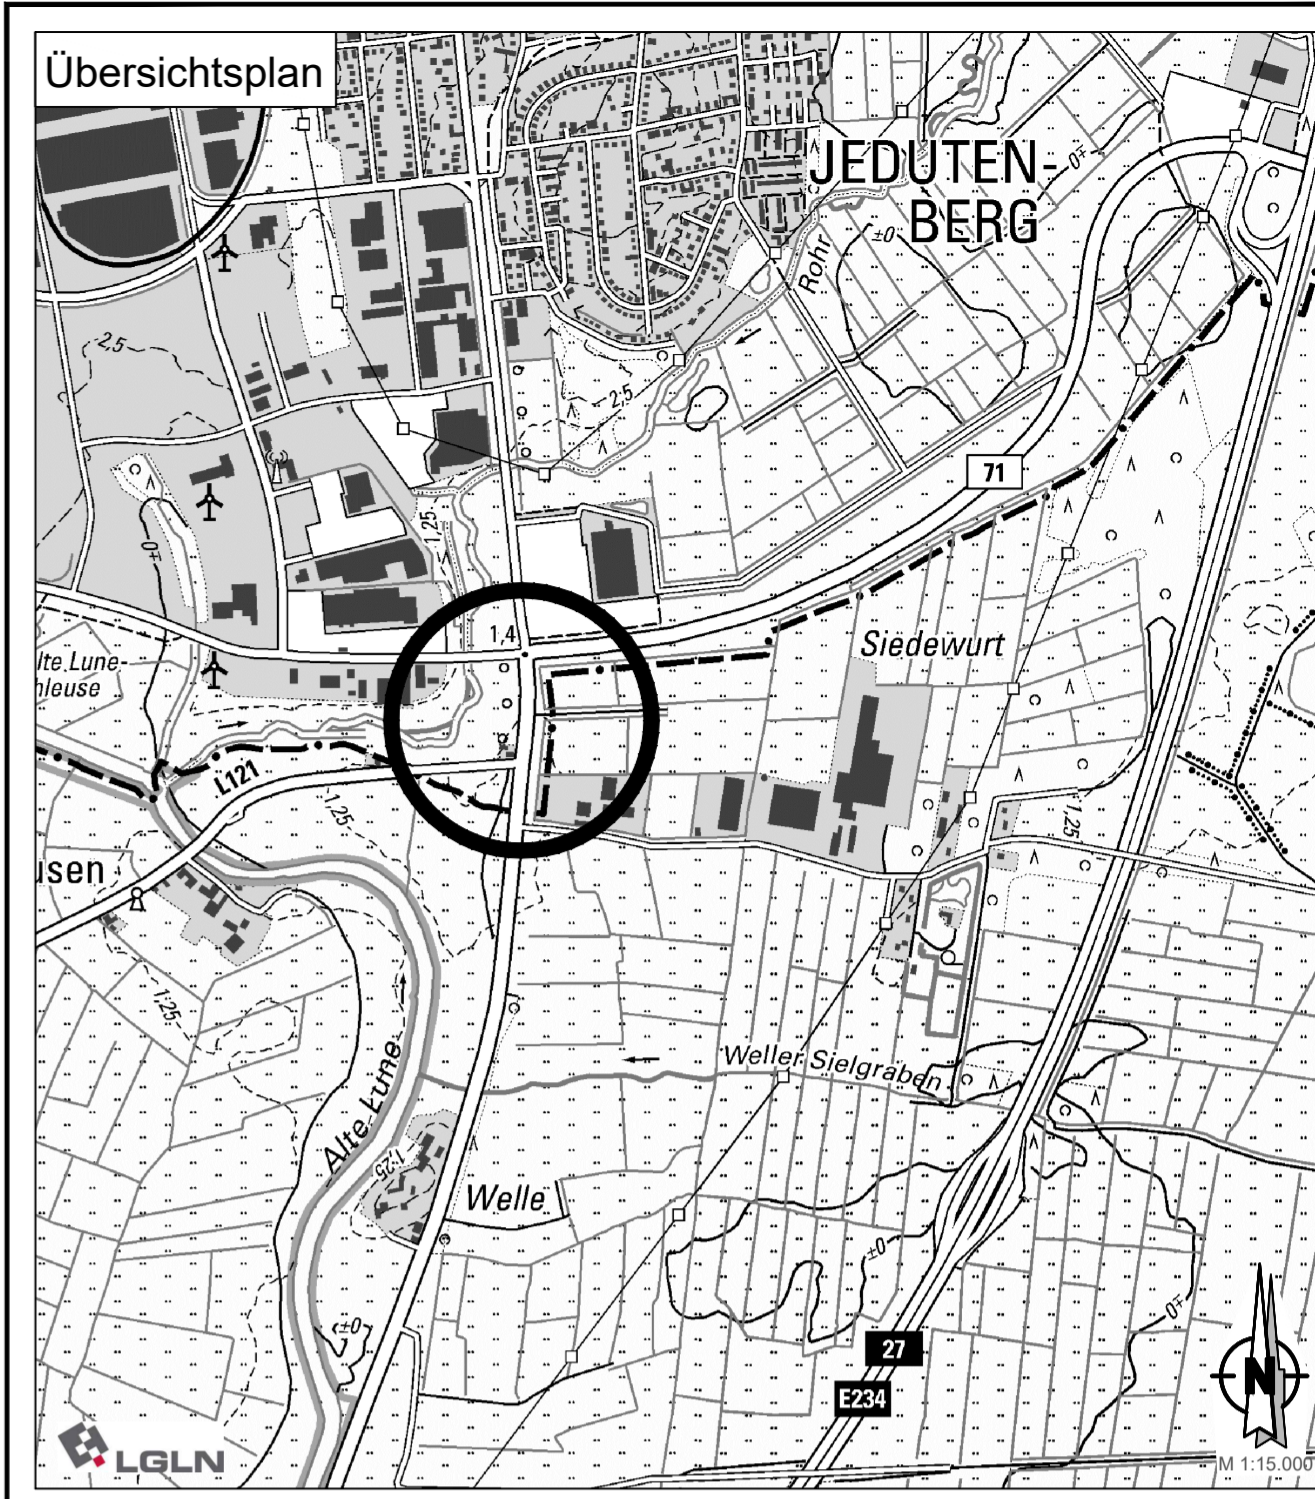 Übersichtsplan
JEDUTEN-
BERG
±0
±0
Rohr
2,5
2,5
71
1,25
±0
1,4
Siedewurt
lte Lune-
hleuse
L121
1,25
1,25
usen
1,25
Weller Sielgraben
Alte Lune
1,25
Welle
±0
±0
±0
27
E234
N
LGLN
M 1:15.000